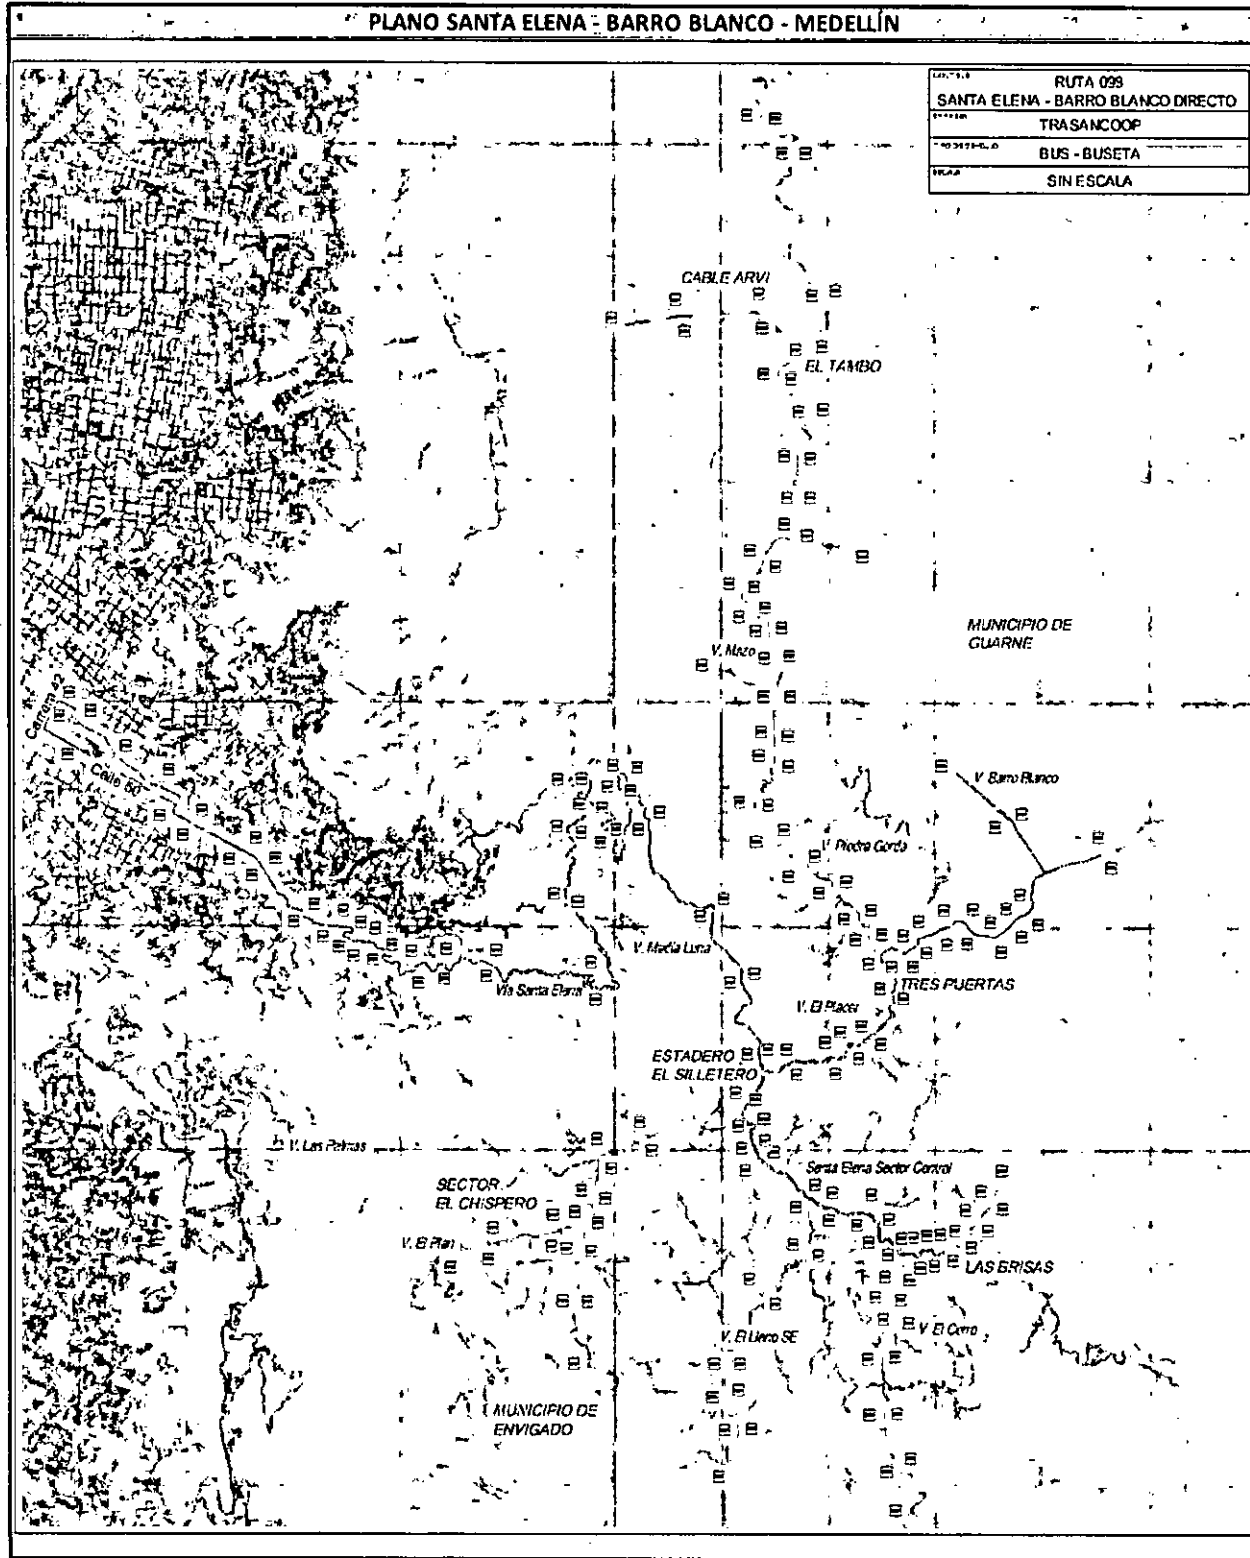 PLANO SANTA ELENA - BARRO BLANCO - MEDELLÍN
RUTA 099
SANTA ELENA - BARRO BLANCO DIRECTO
TRASANCOOP
BUS - BUSETA
SIN ESCALA
CABLE ARVI
EL TAMBO
MUNICIPIO DE
GUARNE
V. Mazo
Carrera 42
Calle 50
V. Barro Blanco
V. Piedra Gorda
V. Media Luna
Vía Santa Elena
TRES PUERTAS
V. El Placer
ESTADERO
EL SILLETERO
V. Las Palmas
Santa Elena Sector Central
SECTOR
EL CHISPERO
V. El Plan
LAS BRISAS
V. El Llano SE
V. El Cerro
MUNICIPIO DE
ENVIGADO